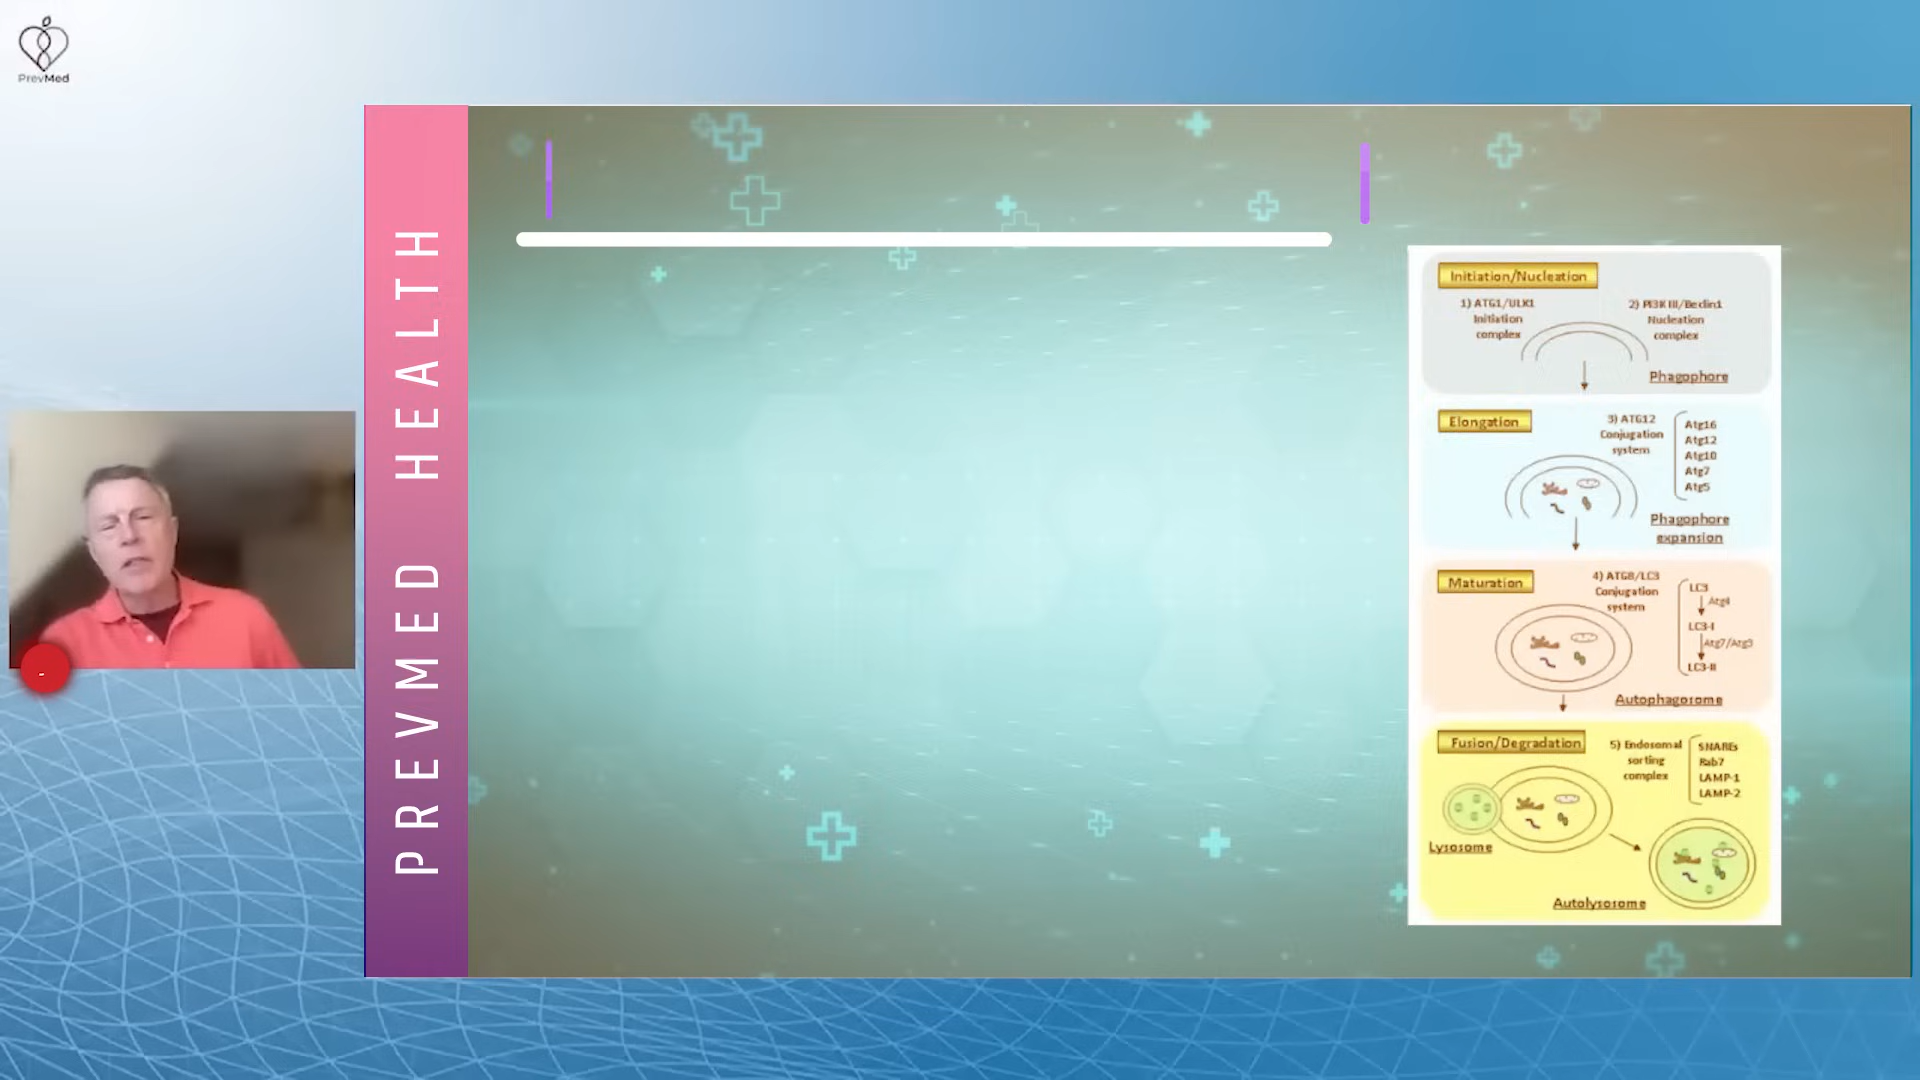 PrevMed
PREVMED HEALTH
Initiation/Nucleation
1) ATG1/ULK1
Initiation
complex
2) PI3K III/Beclin1
Nucleation
complex
Phagophore
Elongation
3) ATG12
Conjugation
system
Atg16
Atg12
Atg10
Atg7
Atg5
Phagophore
expansion
Maturation
4) ATG8/LC3
Conjugation
system
LC3
Atg4
LC3-I
Atg7/Atg3
LC3-II
Autophagosome
Fusion/Degradation
5) Endosomal
sorting
complex
SNAREs
Rab7
LAMP-1
LAMP-2
Lysosome
Autolysosome